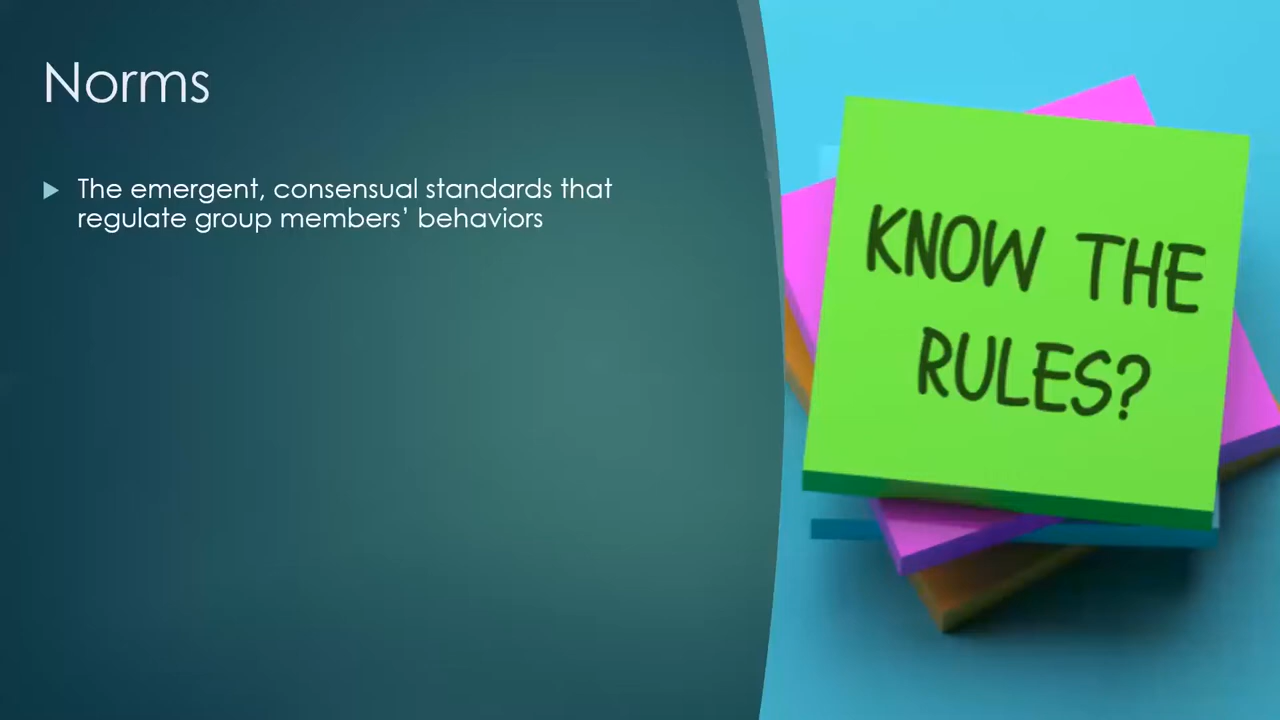 Norms
The emergent, consensual standards that
regulate group members’ behaviors
KNOW THE
RULES?